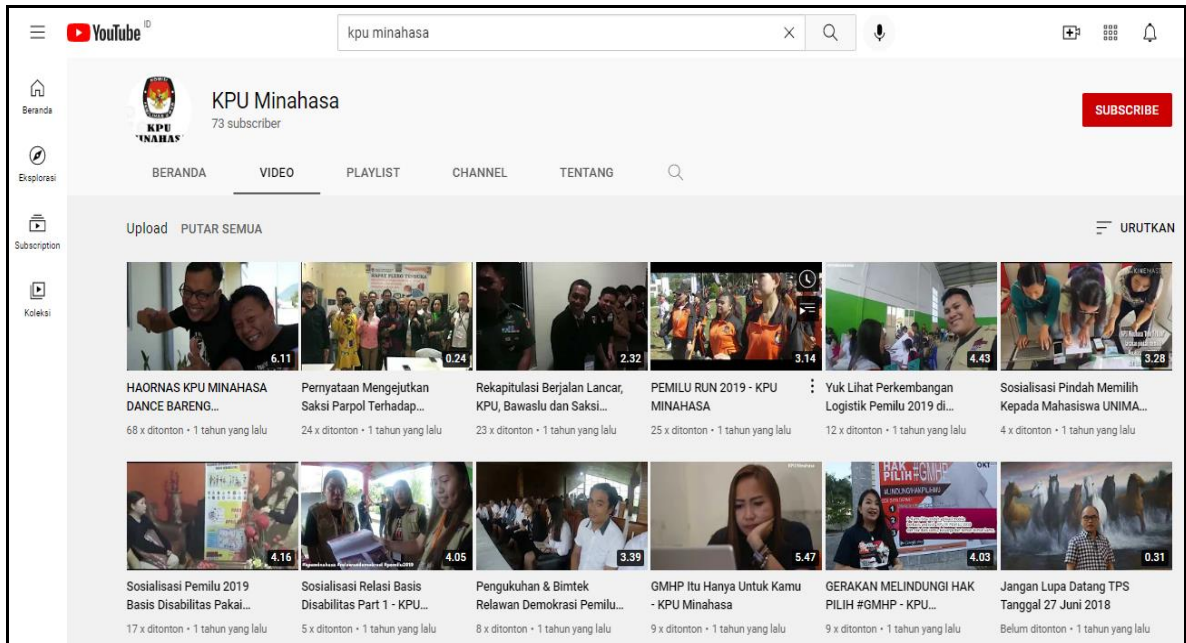 YouTube ID
kpu minahasa
Beranda
Eksplorasi
Subscription
Koleksi
KPU
MINAHAS
KPU Minahasa
73 subscriber
SUBSCRIBE
BERANDA VIDEO PLAYLIST CHANNEL TENTANG
Upload PUTAR SEMUA
URUTKAN
6.11
0.24
2.32
3.14
4.43
3.28
HAORNAS KPU MINAHASA
DANCE BARENG...
68 x ditonton • 1 tahun yang lalu
Pernyataan Mengejutkan
Saksi Parpol Terhadap...
24 x ditonton • 1 tahun yang lalu
Rekapitulasi Berjalan Lancar,
KPU, Bawaslu dan Saksi...
23 x ditonton • 1 tahun yang lalu
PEMILU RUN 2019 - KPU
MINAHASA
25 x ditonton • 1 tahun yang lalu
Yuk Lihat Perkembangan
Logistik Pemilu 2019 di...
12 x ditonton • 1 tahun yang lalu
Sosialisasi Pindah Memilih
Kepada Mahasiswa UNIMA...
4 x ditonton • 1 tahun yang lalu
4.16
4.05
3.39
5.47
HAK
PILIH #GMHP
OKT
#LINDUNGIHAKPILIHMU
4.03
0.31
Sosialisasi Pemilu 2019
Basis Disabilitas Pakai...
17 x ditonton • 1 tahun yang lalu
Sosialisasi Relasi Basis
Disabilitas Part 1 - KPU...
5 x ditonton • 1 tahun yang lalu
Pengukuhan & Bimtek
Relawan Demokrasi Pemilu...
8 x ditonton • 1 tahun yang lalu
GMHP Itu Hanya Untuk Kamu
- KPU Minahasa
9 x ditonton • 1 tahun yang lalu
GERAKAN MELINDUNGI HAK
PILIH #GMHP - KPU...
9 x ditonton • 1 tahun yang lalu
Jangan Lupa Datang TPS
Tanggal 27 Juni 2018
Belum ditonton • 1 tahun yang lalu